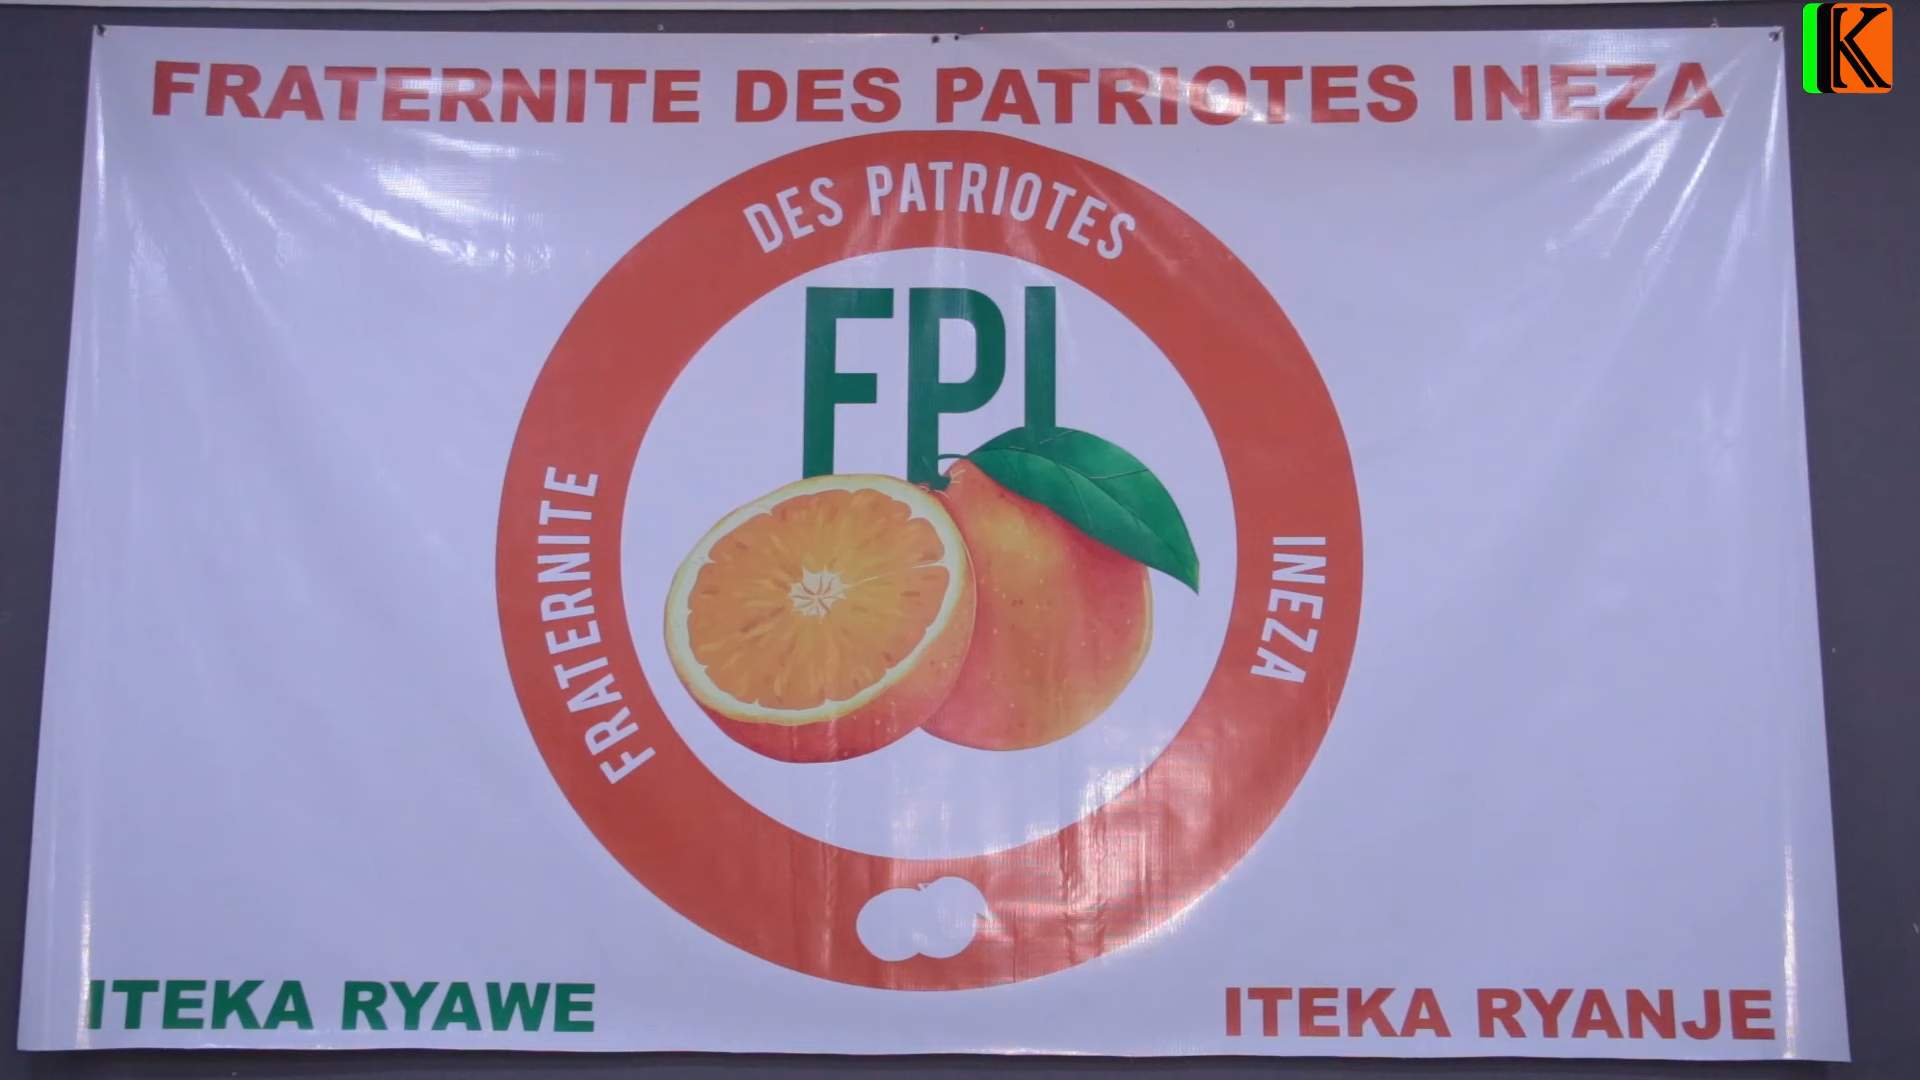 FRATERNITE DES PATRIOTES INEZA
K
FRATERNITE DES PATRIOTES INEZA
FPI
ITEKA RYAWE
ITEKA RYANJE